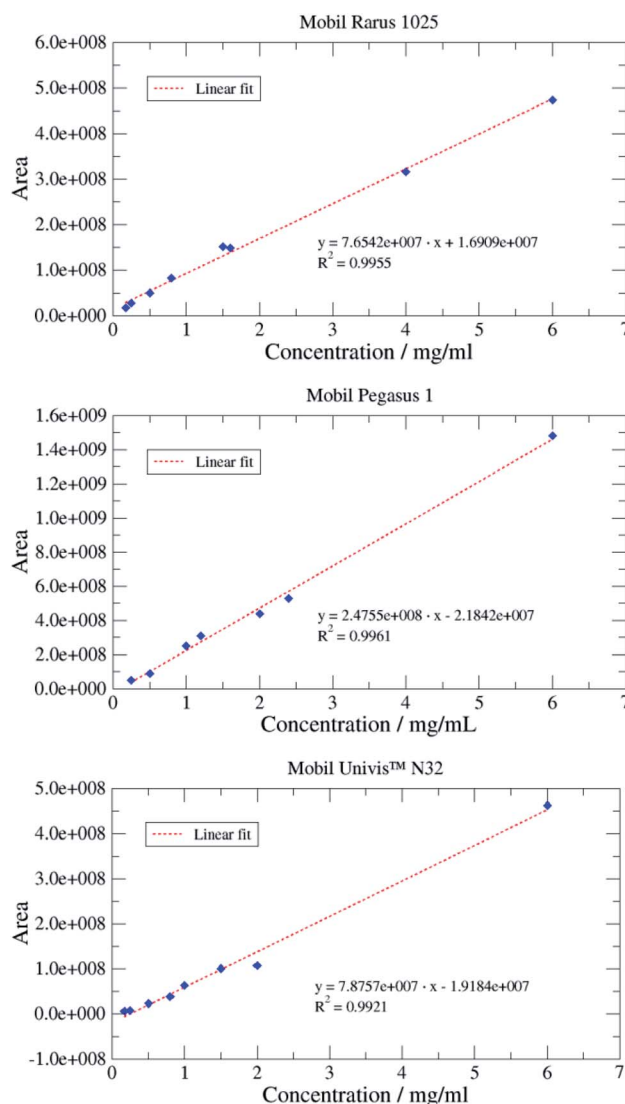 Mobil Rarus 1025
6.0e+008
5.0e+008
4.0e+008
3.0e+008
2.0e+008
1.0e+008
0.0e+000
Area
Linear fit
y = 7.6542e+007 · x + 1.6909e+007
R² = 0.9955
0 1 2 3 4 5 6 7
Concentration / mg/ml
Mobil Pegasus 1
1.6e+009
1.4e+009
1.2e+009
1.0e+009
8.0e+008
6.0e+008
4.0e+008
2.0e+008
0.0e+000
Area
Linear fit
y = 2.4755e+008 · x - 2.1842e+007
R² = 0.9961
0 1 2 3 4 5 6 7
Concentration / mg/mL
Mobil Univis™ N32
5.0e+008
4.0e+008
3.0e+008
2.0e+008
1.0e+008
0.0e+000
-1.0e+008
Area
Linear fit
y = 7.8757e+007 · x - 1.9184e+007
R² = 0.9921
0 1 2 3 4 5 6 7
Concentration / mg/ml